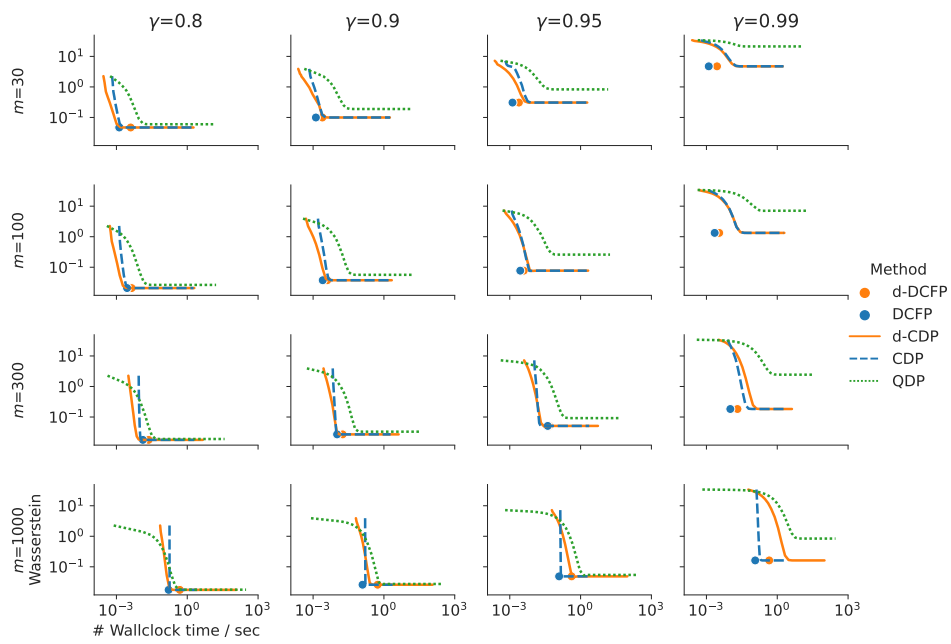 γ=0.8 γ=0.9 γ=0.95 γ=0.99
m=30
10¹
10⁰
10⁻¹
m=100
10¹
10⁰
10⁻¹
Method
d-DCFP
DCFP
d-CDP
CDP
QDP
m=300
10¹
10⁰
10⁻¹
m=1000
Wasserstein
10¹
10⁰
10⁻¹
10⁻³ 10⁰ 10³ 10⁻³ 10⁰ 10³ 10⁻³ 10⁰ 10³ 10⁻³ 10⁰ 10³
# Wallclock time / sec